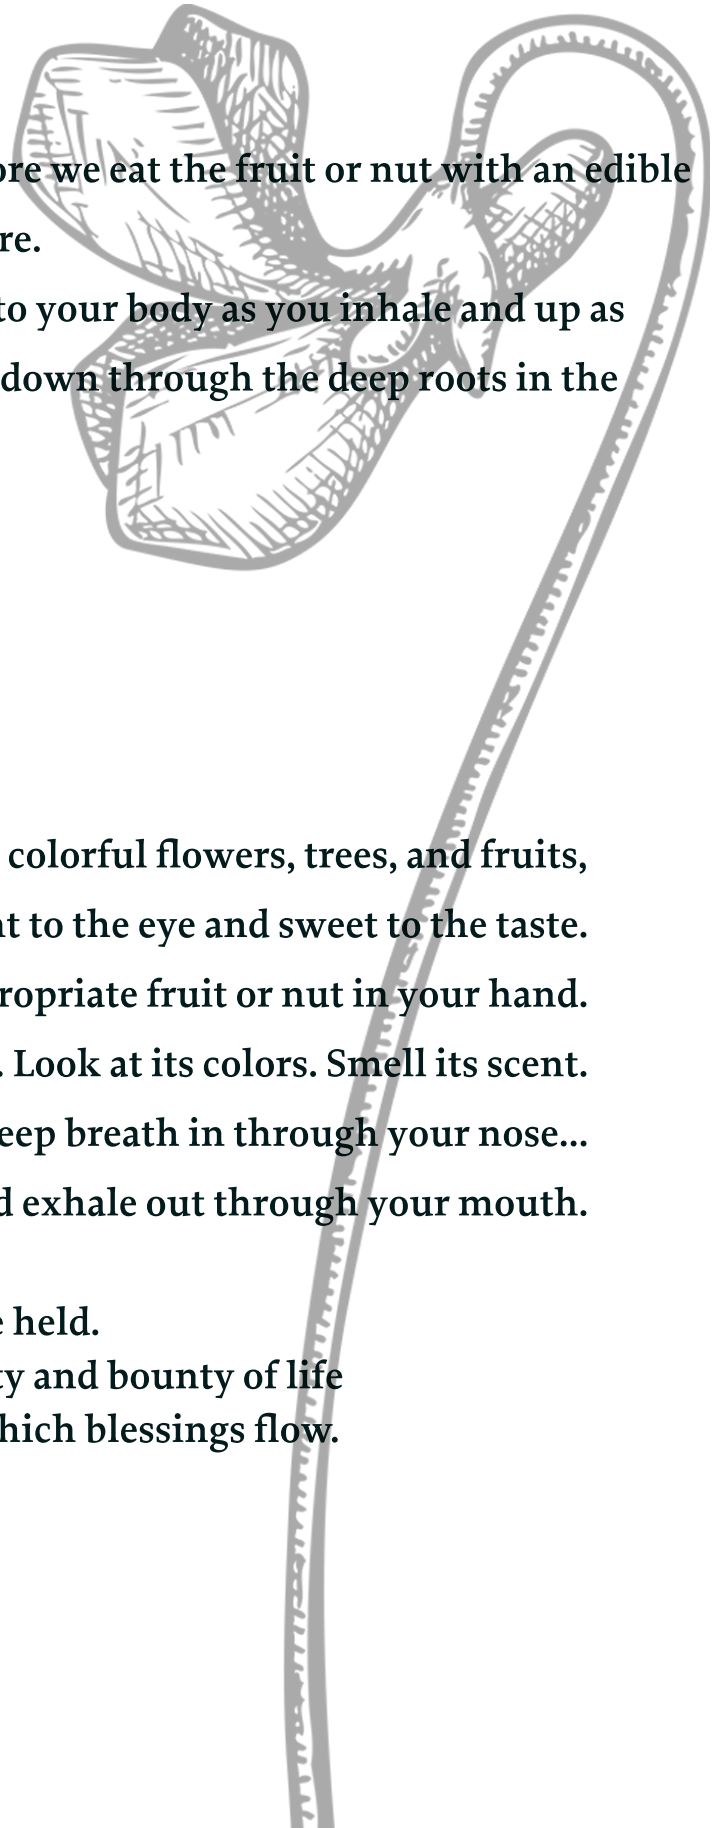 ore we eat the fruit or nut with an edible
re.
to your body as you inhale and up as
down through the deep roots in the
colorful flowers, trees, and fruits,
nt to the eye and sweet to the taste.
ropriate fruit or nut in your hand.
. Look at its colors. Smell its scent.
eep breath in through your nose...
d exhale out through your mouth.
e held.
ty and bounty of life
hich blessings flow.